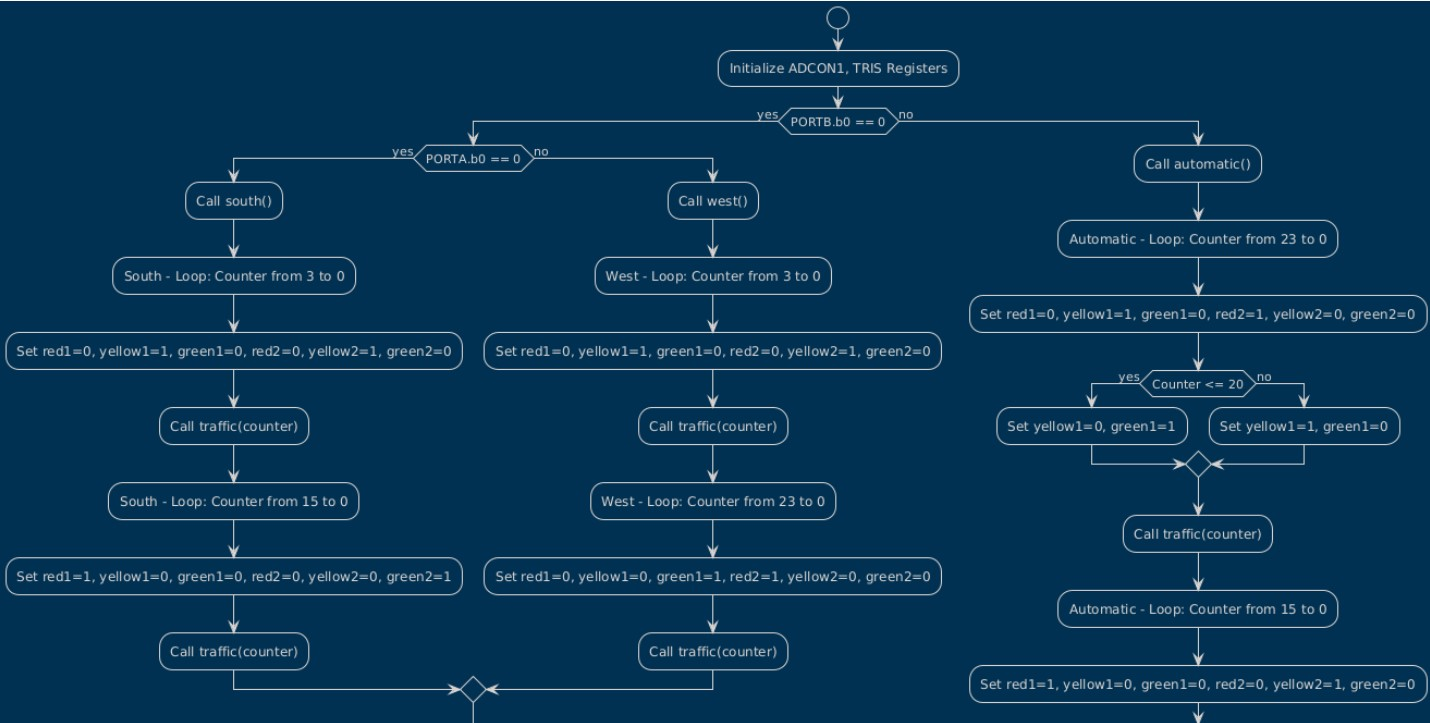 Initialize ADCON1, TRIS Registers
yes
PORTB.b0 == 0
no
yes
PORTA.b0 == 0
no
Call automatic()
Call south()
Call west()
Automatic - Loop: Counter from 23 to 0
South - Loop: Counter from 3 to 0
West - Loop: Counter from 3 to 0
Set red1=0, yellow1=1, green1=0, red2=1, yellow2=0, green2=0
Set red1=0, yellow1=1, green1=0, red2=0, yellow2=1, green2=0
Set red1=0, yellow1=1, green1=0, red2=0, yellow2=1, green2=0
yes
Counter <= 20
no
Call traffic(counter)
Call traffic(counter)
Set yellow1=0, green1=1
Set yellow1=1, green1=0
South - Loop: Counter from 15 to 0
West - Loop: Counter from 23 to 0
Call traffic(counter)
Set red1=1, yellow1=0, green1=0, red2=0, yellow2=0, green2=1
Set red1=0, yellow1=0, green1=1, red2=1, yellow2=0, green2=0
Automatic - Loop: Counter from 15 to 0
Call traffic(counter)
Call traffic(counter)
Set red1=1, yellow1=0, green1=0, red2=0, yellow2=1, green2=0